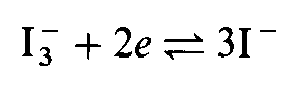 I₃⁻ + 2e ⇌ 3I⁻